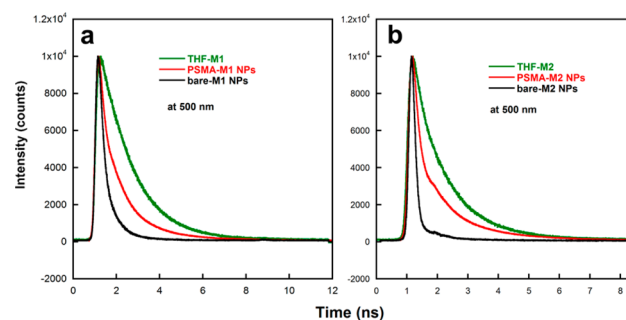 Intensity (counts)
1.2x10⁴
1x10⁴
8000
6000
4000
2000
0
-2000
a
THF-M1
PSMA-M1 NPs
bare-M1 NPs
at 500 nm
0 2 4 6 8 10 12
1.2x10⁴
1x10⁴
8000
6000
4000
2000
0
-2000
b
THF-M2
PSMA-M2 NPs
bare-M2 NPs
at 500 nm
0 1 2 3 4 5 6 7 8
Time (ns)